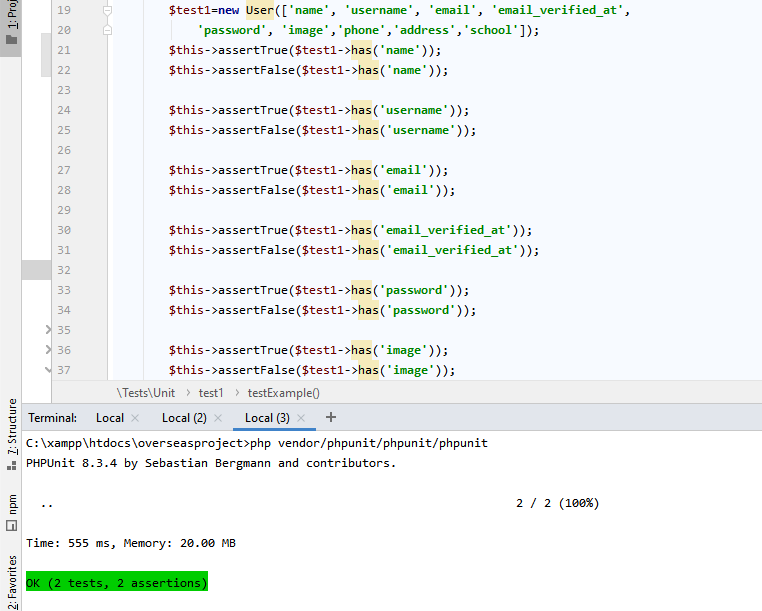 1: Proj
19 $test1=new User(['name', 'username', 'email', 'email_verified_at',
20 'password', 'image','phone','address','school']);
21 $this->assertTrue($test1->has('name'));
22 $this->assertFalse($test1->has('name'));
23
24 $this->assertTrue($test1->has('username'));
25 $this->assertFalse($test1->has('username'));
26
27 $this->assertTrue($test1->has('email'));
28 $this->assertFalse($test1->has('email'));
29
30 $this->assertTrue($test1->has('email_verified_at'));
31 $this->assertFalse($test1->has('email_verified_at'));
32
33 $this->assertTrue($test1->has('password'));
34 $this->assertFalse($test1->has('password'));
35
36 $this->assertTrue($test1->has('image'));
37 $this->assertFalse($test1->has('image'));
\Tests\Unit > test1 > testExample()
7: Structure
npm
2: Favorites
Terminal: Local × Local (2) × Local (3) × +
C:\xampp\htdocs\overseasproject>php vendor/phpunit/phpunit/phpunit
PHPUnit 8.3.4 by Sebastian Bergmann and contributors.
.. 2 / 2 (100%)
Time: 555 ms, Memory: 20.00 MB
OK (2 tests, 2 assertions)